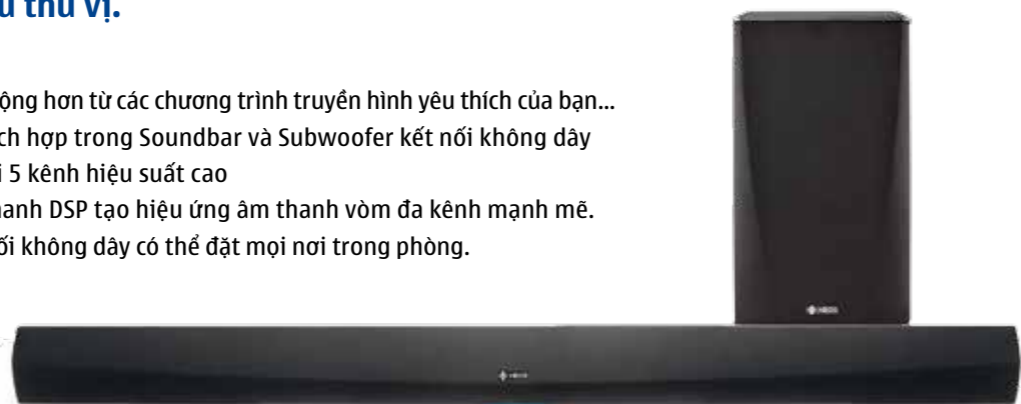 u thú vị.
ộng hơn từ các chương trình truyền hình yêu thích của bạn...
ch hợp trong Soundbar và Subwoofer kết nối không dây
i 5 kênh hiệu suất cao
hanh DSP tạo hiệu ứng âm thanh vòm đa kênh mạnh mẽ.
ối không dây có thể đặt mọi nơi trong phòng.